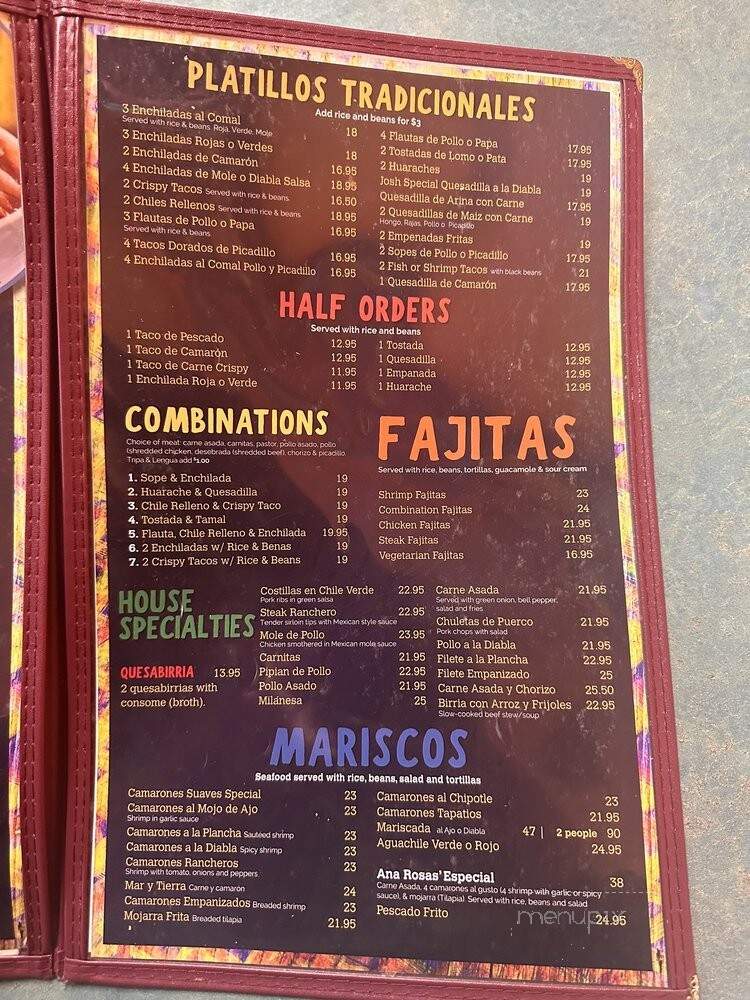 PLATILLOS TRADICIONALES
Add rice and beans for $3
3 Enchiladas al Comal 18
Served with rice & beans. Roja, Verde, Mole
3 Enchiladas Rojas o Verdes 18
2 Enchiladas de Camarón 16.95
4 Enchiladas de Mole o Diabla Salsa 18.95
2 Crispy Tacos Served with rice & beans 16.50
2 Chiles Rellenos served with rice & beans 18.95
3 Flautas de Pollo o Papa 16.95
Served with rice & beans
4 Tacos Dorados de Picadillo 16.95
4 Enchiladas al Comal Pollo y Picadillo 16.95
4 Flautas de Pollo o Papa 17.95
2 Tostadas de Lomo o Pata 17.95
2 Huaraches 19
Josh Special Quesadilla a la Diabla 19
Quesadilla de Arina con Carne 17.95
2 Quesadillas de Maiz con Carne 19
Hongo, Rajas, Pollo o Picadillo
2 Empenadas Fritas 19
2 Sopes de Pollo o Picadillo 17.95
2 Fish or Shrimp Tacos with black beans 21
1 Quesadilla de Camarón 17.95
HALF ORDERS
Served with rice and beans
1 Taco de Pescado 12.95
1 Taco de Camarón 12.95
1 Taco de Carne Crispy 11.95
1 Enchilada Roja o Verde 11.95
1 Tostada 12.95
1 Quesadilla 12.95
1 Empanada 12.95
1 Huarache 12.95
COMBINATIONS
Choice of meat: carne asada, carnitas, pastor, pollo asado, pollo
(shredded chicken, desebrada (shredded beef), chorizo & picadillo.
Tripa & Lengua add $1.00
1. Sope & Enchilada 19
2. Huarache & Quesadilla 19
3. Chile Relleno & Crispy Taco 19
4. Tostada & Tamal 19
5. Flauta, Chile Relleno & Enchilada 19.95
6. 2 Enchiladas w/ Rice & Benas 19
7. 2 Crispy Tacos w/ Rice & Beans 19
FAJITAS
Served with rice, beans, tortillas, guacamole & sour cream
Shrimp Fajitas 23
Combination Fajitas 24
Chicken Fajitas 21.95
Steak Fajitas 21.95
Vegetarian Fajitas 16.95
HOUSE
SPECIALTIES
QUESABIRRIA 13.95
2 quesabirrias with
consome (broth).
Costillas en Chile Verde 22.95
Pork ribs in green salsa
Steak Ranchero 22.95
Tender sirloin tips with Mexican style sauce
Mole de Pollo 23.95
Chicken smothered in Mexican mole sauce
Carnitas 21.95
Pipian de Pollo 22.95
Pollo Asado 21.95
Milanesa 25
Carne Asada 21.95
Served with green onion, bell pepper,
salad and fries
Chuletas de Puerco 21.95
Pork chops with salad
Pollo a la Diabla 21.95
Filete a la Plancha 22.95
Filete Empanizado 25
Carne Asada y Chorizo 25.50
Birria con Arroz y Frijoles 22.95
Slow-cooked beef stew/soup
MARISCOS
Seafood served with rice, beans, salad and tortillas
Camarones Suaves Special 23
Camarones al Mojo de Ajo 23
Shrimp in garlic sauce
Camarones a la Plancha Sautéed shrimp 23
Camarones a la Diabla Spicy shrimp 23
Camarones Rancheros 23
Shrimp with tomato, onions and peppers
Mar y Tierra Carne y camarón 24
Camarones Empanizados Breaded shrimp 23
Mojarra Frita Breaded tilapia 21.95
Camarones al Chipotle 23
Camarones Tapatios 21.95
Mariscada al Ajo o Diabla 47 | 2 people 90
Aguachile Verde o Rojo 24.95
Ana Rosas' Especial 38
Carne Asada, 4 camarones al gusto (4 shrimp with garlic or spicy
sauce), & mojarra (Tilapia). Served with rice, beans and salad
Pescado Frito 24.95
menupix